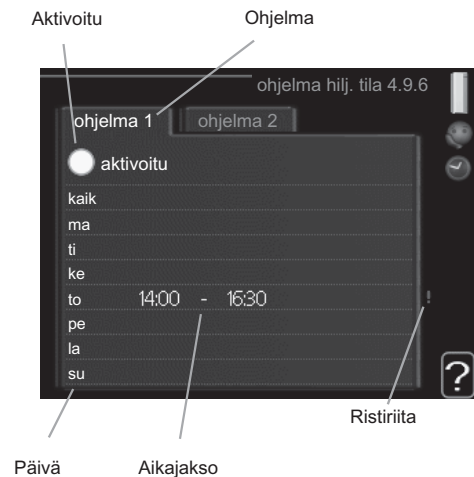 Aktivoitu
Ohjelma
ohjelma hilj. tila 4.9.6
ohjelma 1
ohjelma 2
aktivoitu
kaik
ma
ti
ke
to 14:00 - 16:30
pe
la
su
!
?
Ristiriita
Päivä
Aikajakso